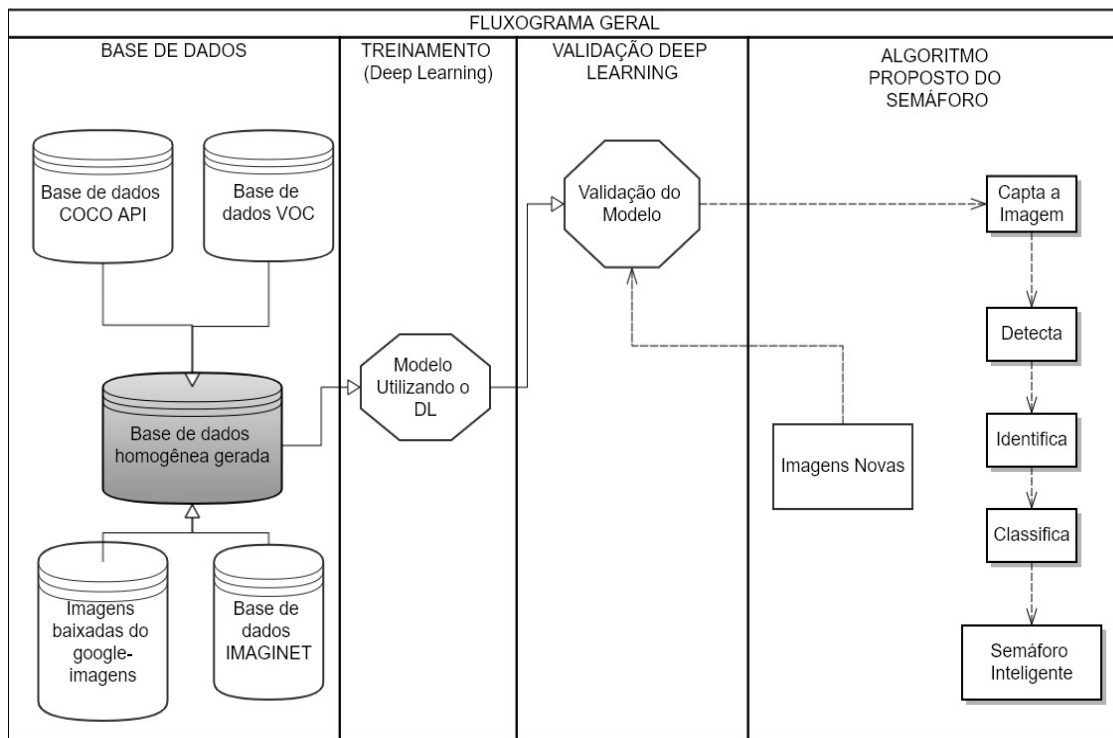 FLUXOGRAMA GERAL
BASE DE DADOS
TREINAMENTO
(Deep Learning)
VALIDAÇÃO DEEP
LEARNING
ALGORITMO
PROPOSTO DO
SEMÁFORO
Base de dados
COCO API
Base de
dados VOC
Base de dados
homogênea gerada
Imagens
baixadas do
google-
imagens
Base de
dados
IMAGINET
Modelo
Utilizando o
DL
Validação do
Modelo
Imagens Novas
Capta a
Imagem
Detecta
Identifica
Classifica
Semáforo
Inteligente